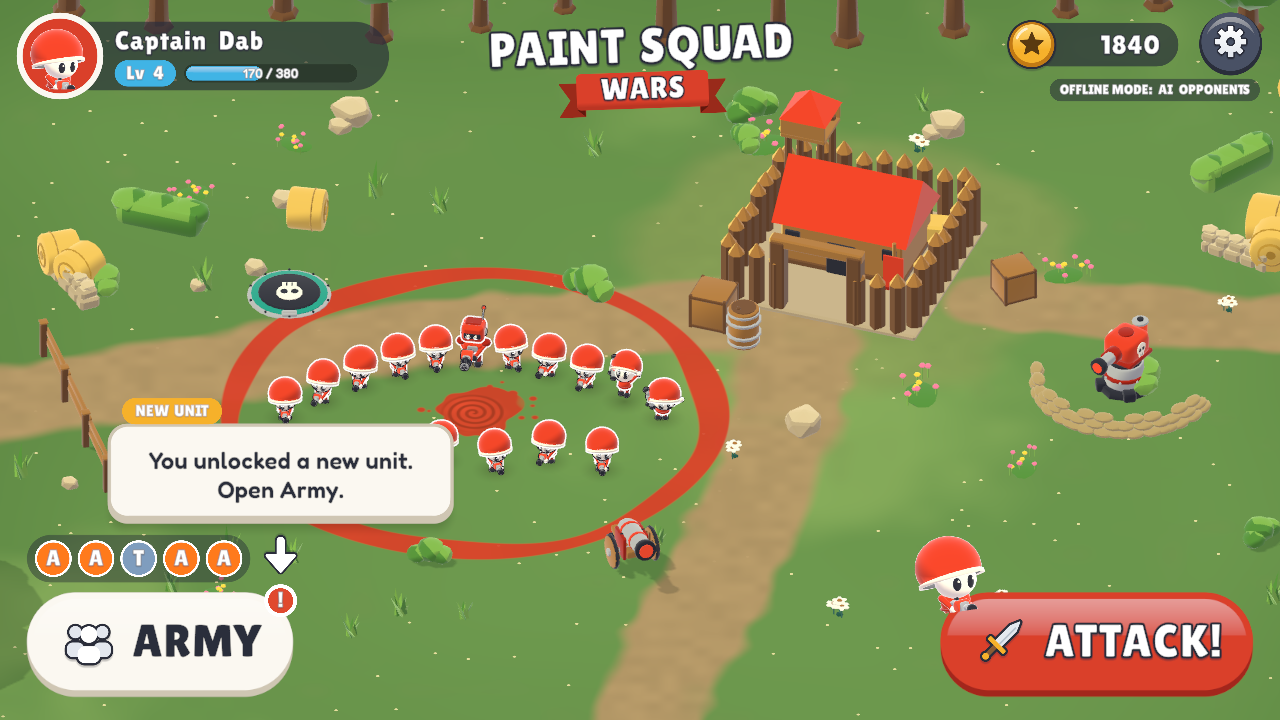 Captain Dab
Lv 4
170 / 380
PAINT SQUAD
WARS
1840
OFFLINE MODE: AI OPPONENTS
NEW UNIT
You unlocked a new unit.
Open Army.
A A T A A
!
ARMY
ATTACK!